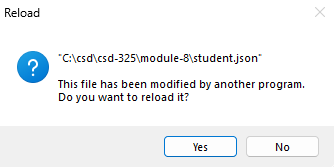 Reload
"C:\csd\csd-325\module-8\student.json"
This file has been modified by another program.
Do you want to reload it?
Yes
No